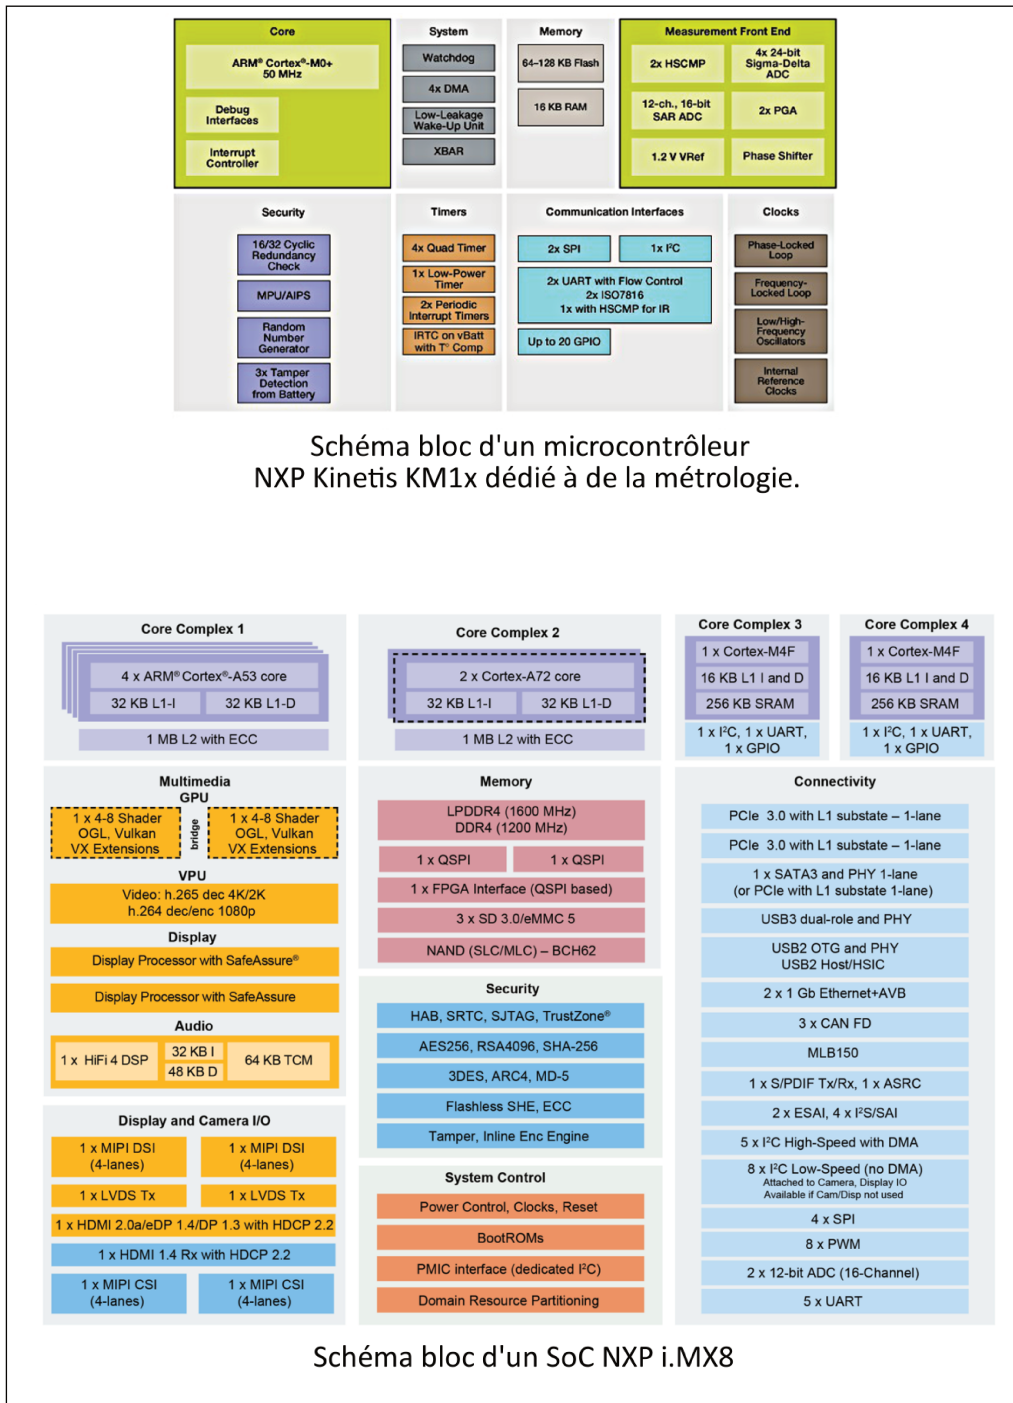 Core
ARM® Cortex®-M0+
50 MHz
Debug
Interfaces
Interrupt
Controller
System
Watchdog
4x DMA
Low-Leakage
Wake-Up Unit
XBAR
Memory
64–128 KB Flash
16 KB RAM
Measurement Front End
2x HSCMP
4x 24-bit
Sigma-Delta
ADC
12-ch., 16-bit
SAR ADC
2x PGA
1.2 V VRef
Phase Shifter
Security
16/32 Cyclic
Redundancy
Check
MPU/AIPS
Random
Number
Generator
3x Tamper
Detection
from Battery
Timers
4x Quad Timer
1x Low-Power
Timer
2x Periodic
Interrupt Timers
IRTC on vBatt
with T° Comp
Communication Interfaces
2x SPI
1x I²C
2x UART with Flow Control
2x ISO7816
1x with HSCMP for IR
Up to 20 GPIO
Clocks
Phase-Locked
Loop
Frequency-
Locked Loop
Low/High-
Frequency
Oscillators
Internal
Reference
Clocks
Schéma bloc d'un microcontrôleur
NXP Kinetis KM1x dédié à de la métrologie.
Core Complex 1
4 x ARM® Cortex®-A53 core
32 KB L1-I
32 KB L1-D
1 MB L2 with ECC
Core Complex 2
2 x Cortex-A72 core
32 KB L1-I
32 KB L1-D
1 MB L2 with ECC
Core Complex 3
1 x Cortex-M4F
16 KB L1 I and D
256 KB SRAM
1 x I²C, 1 x UART,
1 x GPIO
Core Complex 4
1 x Cortex-M4F
16 KB L1 I and D
256 KB SRAM
1 x I²C, 1 x UART,
1 x GPIO
Multimedia
GPU
1 x 4-8 Shader
OGL, Vulkan
VX Extensions
bridge
1 x 4-8 Shader
OGL, Vulkan
VX Extensions
VPU
Video: h.265 dec 4K/2K
h.264 dec/enc 1080p
Display
Display Processor with SafeAssure®
Display Processor with SafeAssure
Audio
1 x HiFi 4 DSP
32 KB I
48 KB D
64 KB TCM
Display and Camera I/O
1 x MIPI DSI
(4-lanes)
1 x MIPI DSI
(4-lanes)
1 x LVDS Tx
1 x LVDS Tx
1 x HDMI 2.0a/eDP 1.4/DP 1.3 with HDCP 2.2
1 x HDMI 1.4 Rx with HDCP 2.2
1 x MIPI CSI
(4-lanes)
1 x MIPI CSI
(4-lanes)
Memory
LPDDR4 (1600 MHz)
DDR4 (1200 MHz)
1 x QSPI
1 x QSPI
1 x FPGA Interface (QSPI based)
3 x SD 3.0/eMMC 5
NAND (SLC/MLC) – BCH62
Security
HAB, SRTC, SJTAG, TrustZone®
AES256, RSA4096, SHA-256
3DES, ARC4, MD-5
Flashless SHE, ECC
Tamper, Inline Enc Engine
System Control
Power Control, Clocks, Reset
BootROMs
PMIC interface (dedicated I²C)
Domain Resource Partitioning
Connectivity
PCIe 3.0 with L1 substate – 1-lane
PCIe 3.0 with L1 substate – 1-lane
1 x SATA3 and PHY 1-lane
(or PCIe with L1 substate 1-lane)
USB3 dual-role and PHY
USB2 OTG and PHY
USB2 Host/HSIC
2 x 1 Gb Ethernet+AVB
3 x CAN FD
MLB150
1 x S/PDIF Tx/Rx, 1 x ASRC
2 x ESAI, 4 x I²S/SAI
5 x I²C High-Speed with DMA
8 x I²C Low-Speed (no DMA)
Attached to Camera, Display IO
Available if Cam/Disp not used
4 x SPI
8 x PWM
2 x 12-bit ADC (16-Channel)
5 x UART
Schéma bloc d'un SoC NXP i.MX8